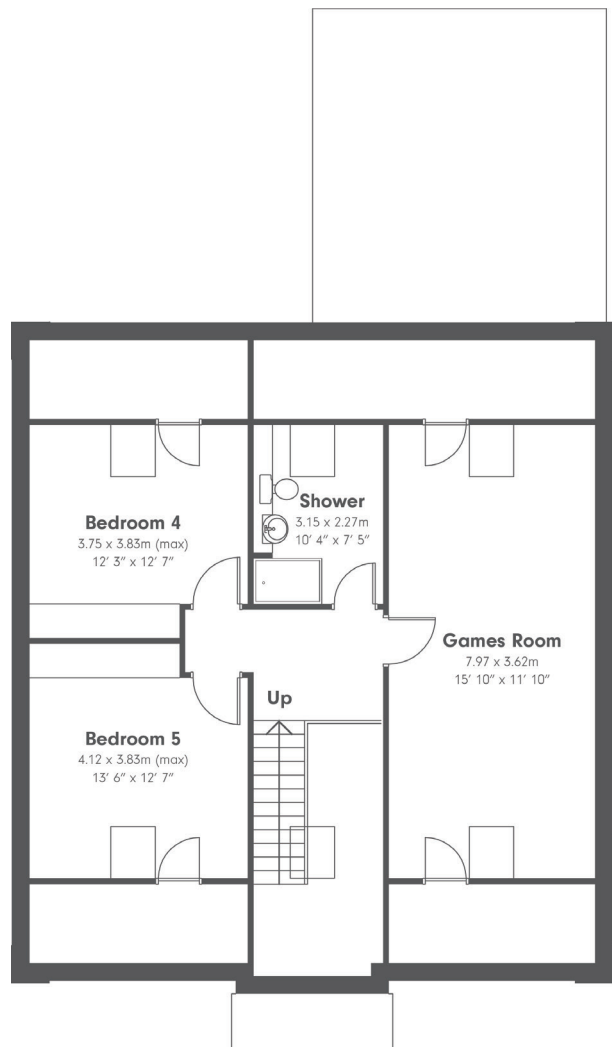 Bedroom 4
3.75 x 3.83m (max)
12' 3" x 12' 7"
Shower
3.15 x 2.27m
10' 4" x 7' 5"
Games Room
7.97 x 3.62m
15' 10" x 11' 10"
Up
Bedroom 5
4.12 x 3.83m (max)
13' 6" x 12' 7"